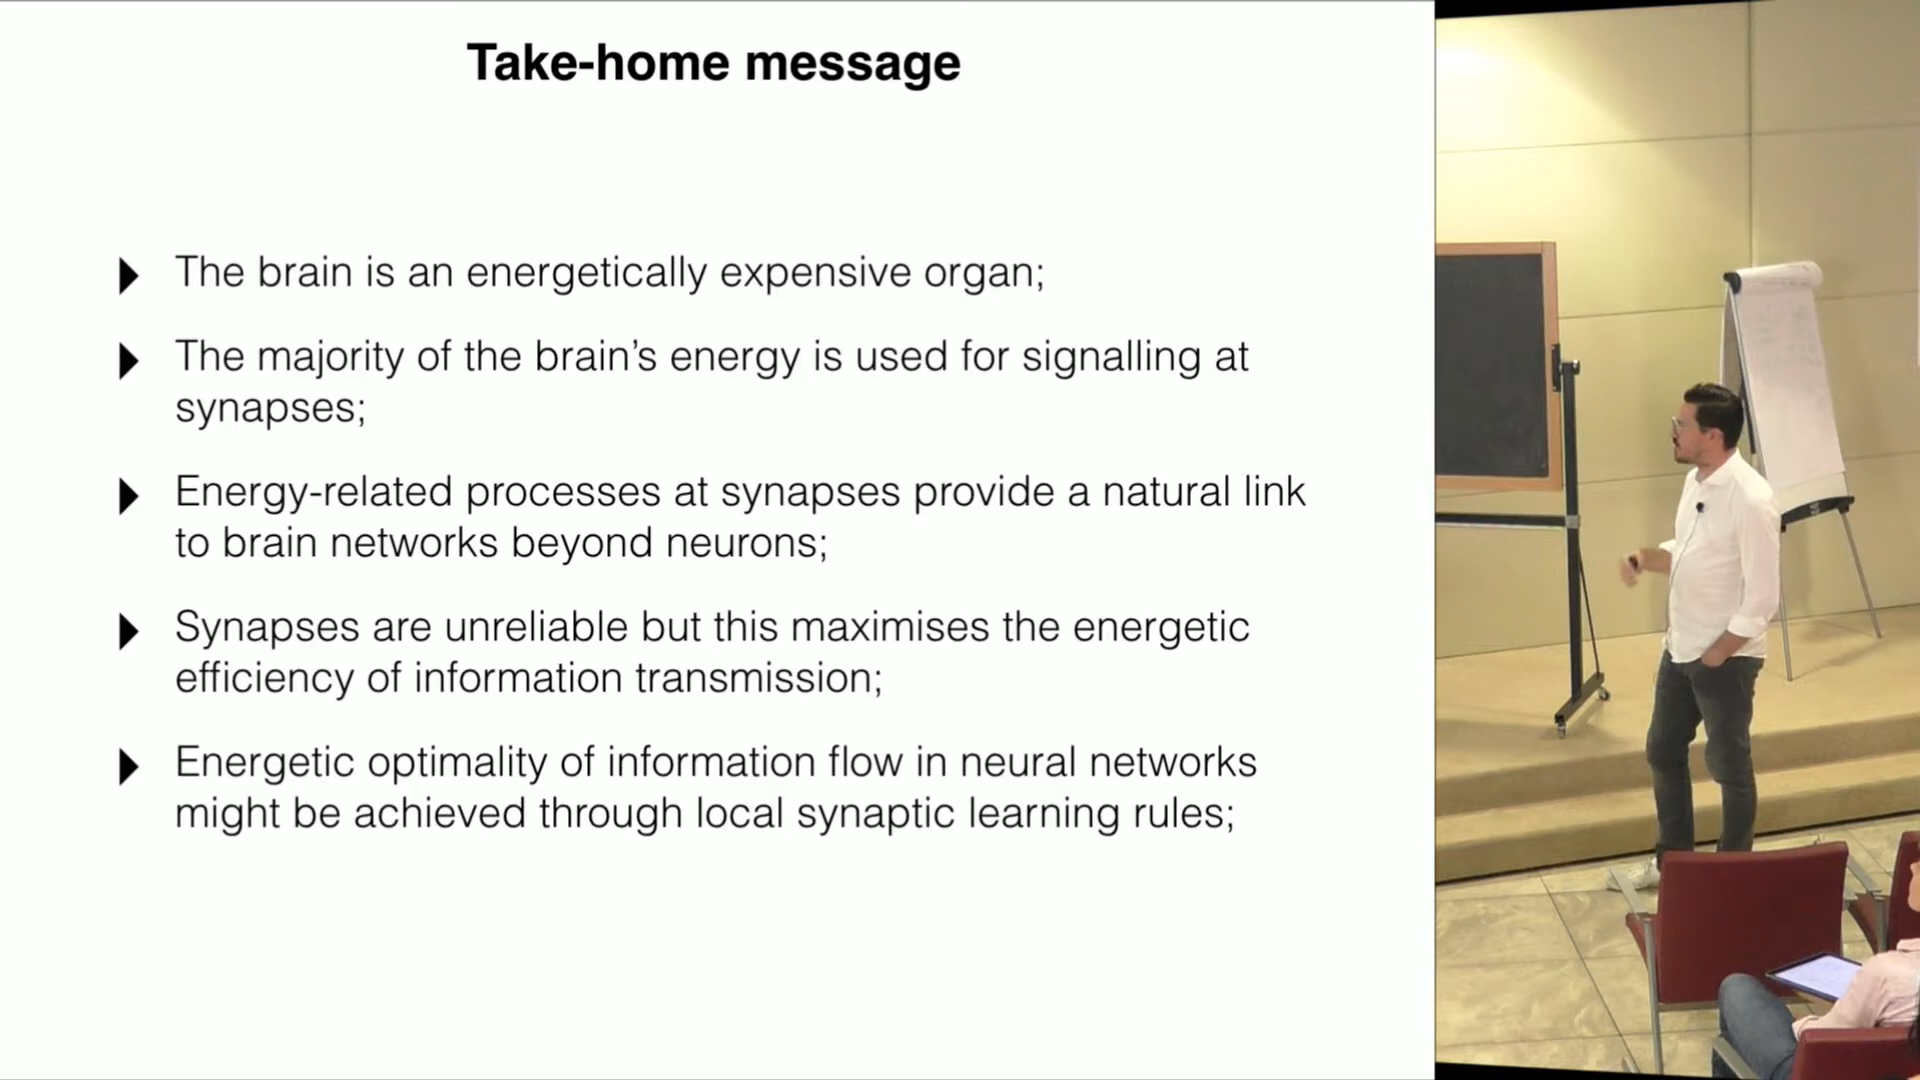 Take-home message
The brain is an energetically expensive organ;
The majority of the brain’s energy is used for signalling at
synapses;
Energy-related processes at synapses provide a natural link
to brain networks beyond neurons;
Synapses are unreliable but this maximises the energetic
efficiency of information transmission;
Energetic optimality of information flow in neural networks
might be achieved through local synaptic learning rules;